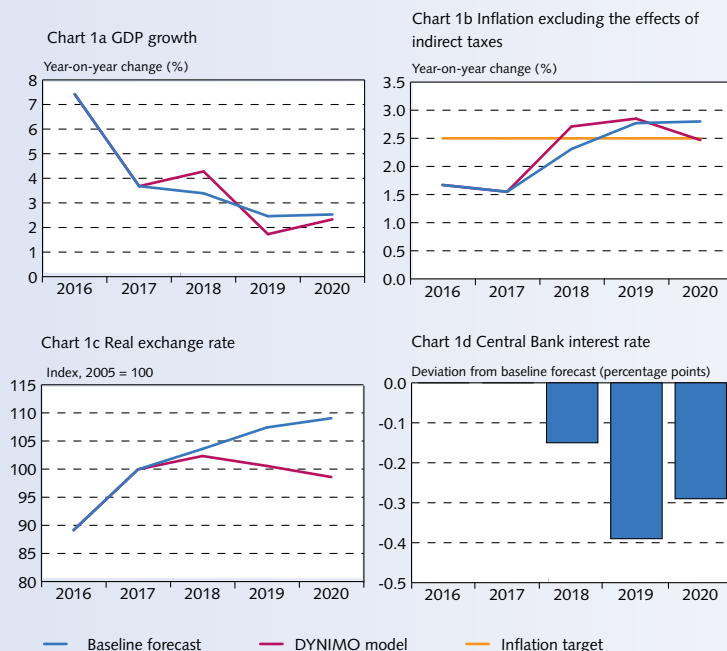 Chart 1a GDP growth
Year-on-year change (%)
8
7
6
5
4
3
2
1
0
2016 2017 2018 2019 2020
Chart 1b Inflation excluding the effects of
indirect taxes
Year-on-year change (%)
3.5
3.0
2.5
2.0
1.5
1.0
0.5
0.0
2016 2017 2018 2019 2020
Chart 1c Real exchange rate
Index, 2005 = 100
115
110
105
100
95
90
85
80
2016 2017 2018 2019 2020
Chart 1d Central Bank interest rate
Deviation from baseline forecast (percentage points)
0.0
-0.1
-0.2
-0.3
-0.4
-0.5
2016 2017 2018 2019 2020
Baseline forecast DYNIMO model Inflation target